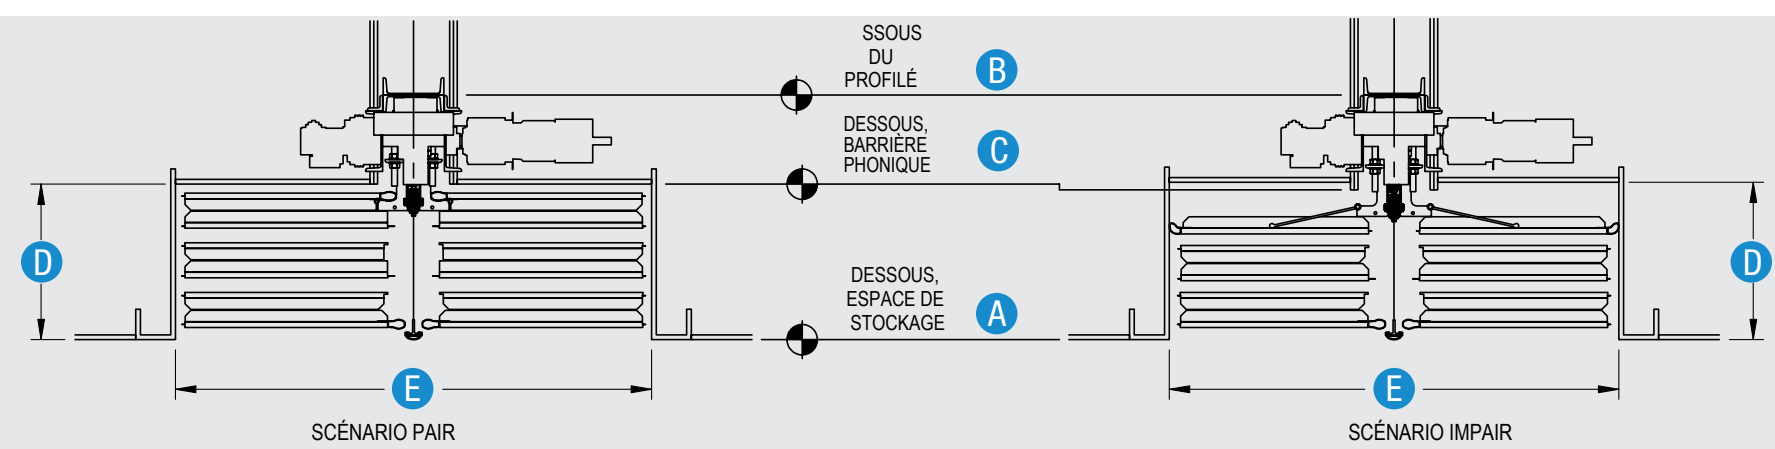 SSOUS
DU
PROFILÉ
B
DESSOUS,
BARRIÈRE
PHONIQUE
C
D
D
DESSOUS,
ESPACE DE
STOCKAGE
A
E
E
SCÉNARIO PAIR
SCÉNARIO IMPAIR